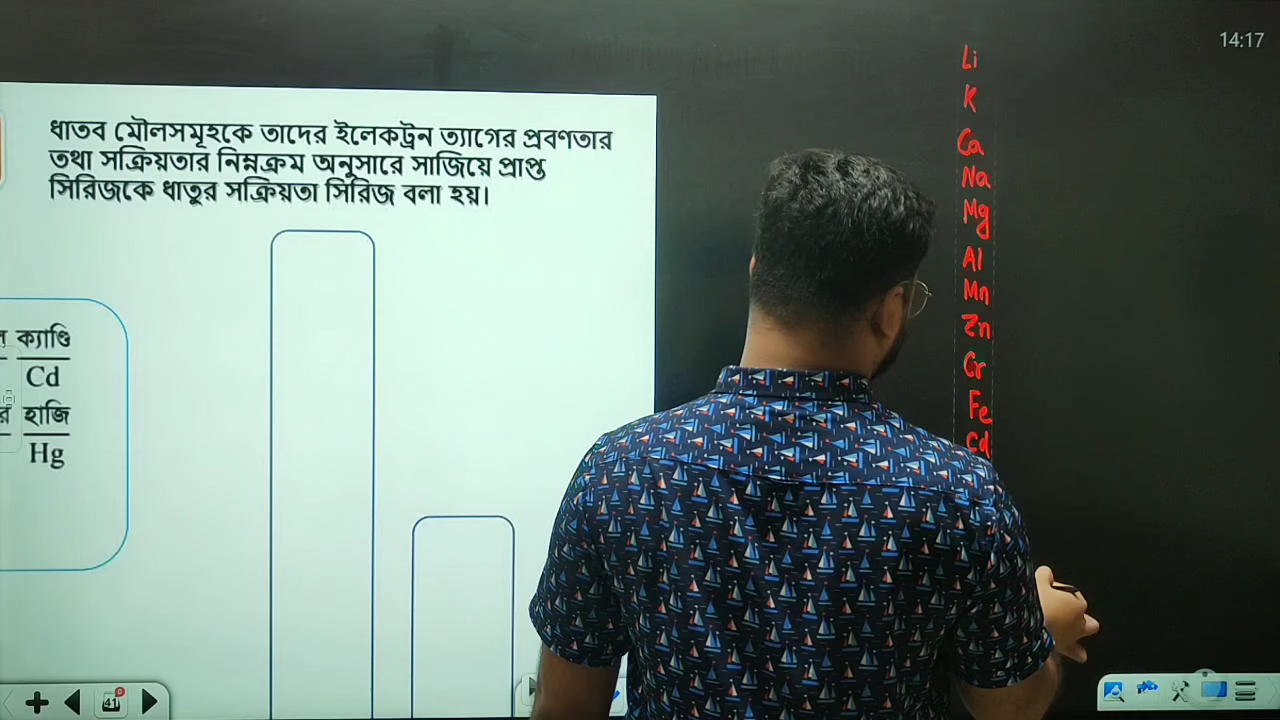 14:17
ধাতব মৌলসমূহকে তাদের ইলেকট্রন ত্যাগের প্রবণতার
তথা সক্রিয়তার নিম্নক্রম অনুসারে সাজিয়ে প্রাপ্ত
সিরিজকে ধাতুর সক্রিয়তা সিরিজ বলা হয়।
ক্যাণ্ডি
Cd
হাজি
Hg
Li
K
Ca
Na
Mg
Al
Mn
Zn
Cr
Fe
Cd
41